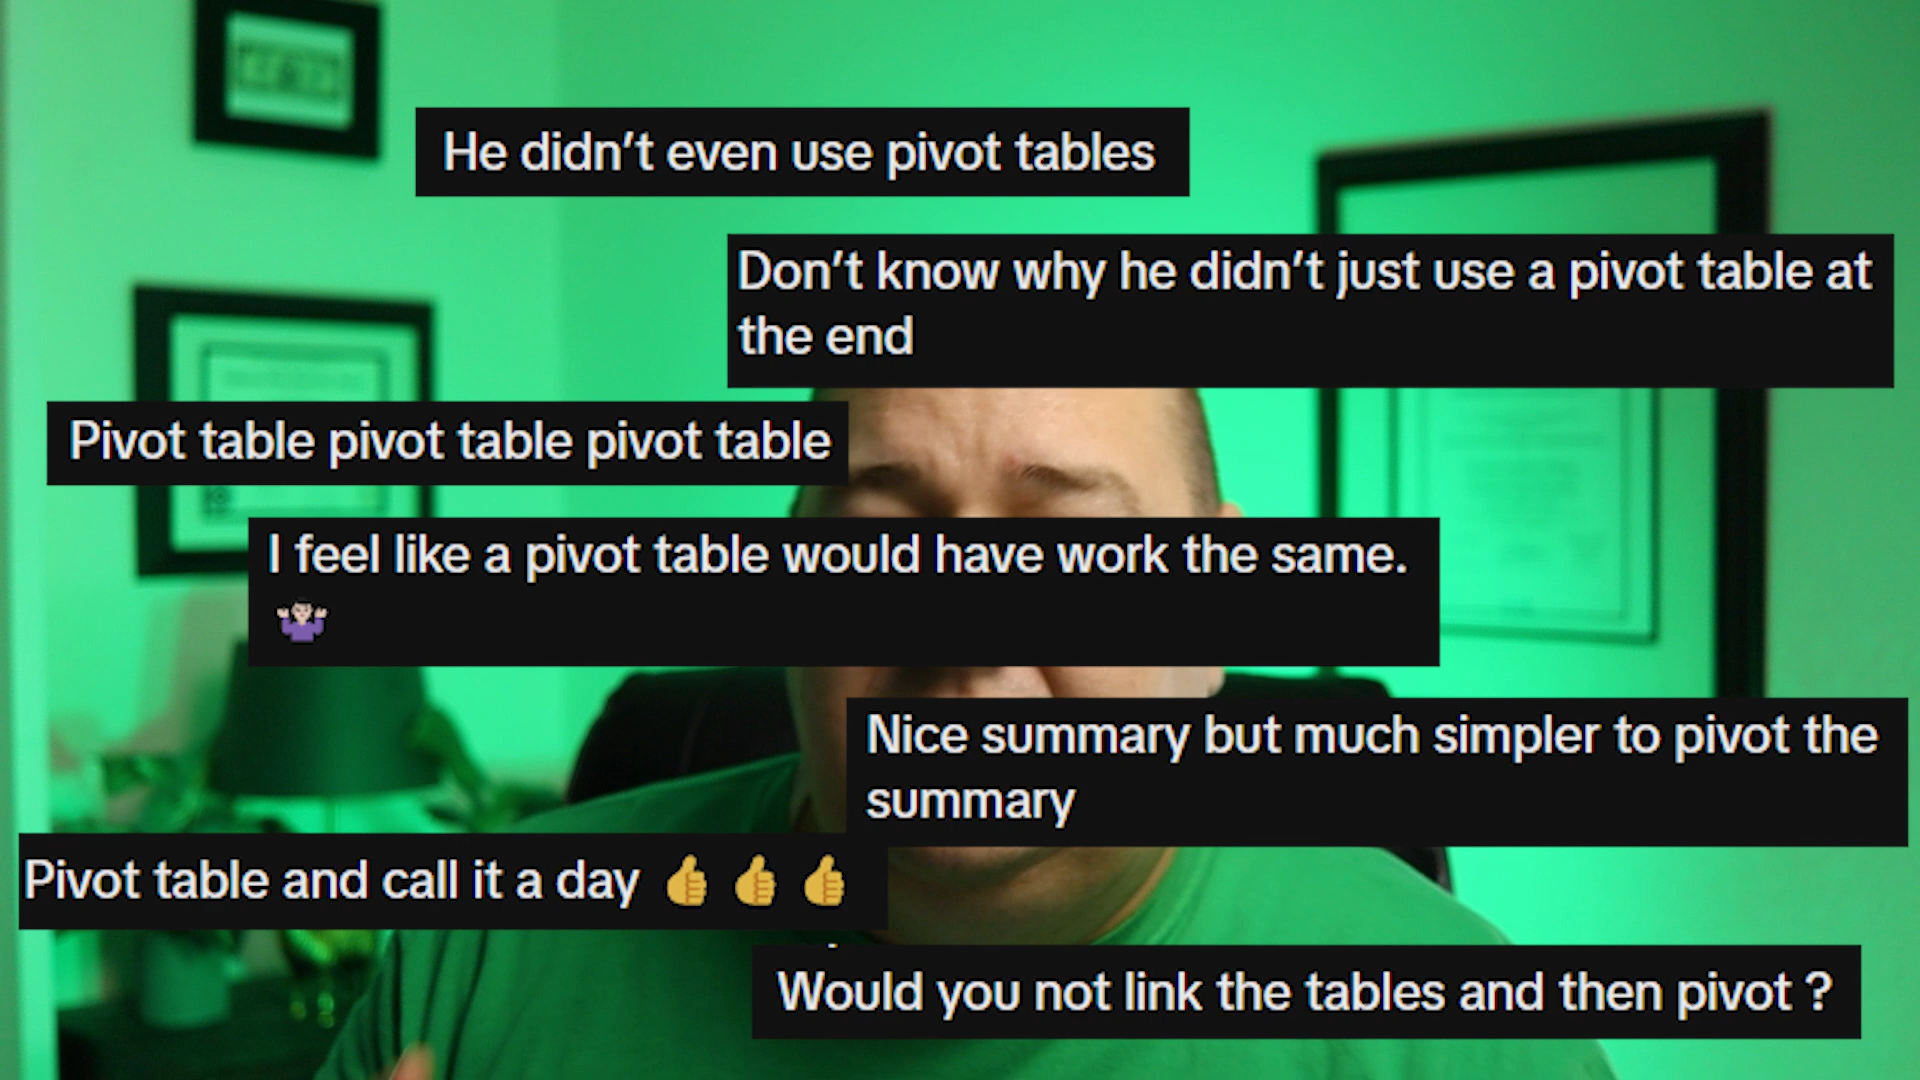 He didn’t even use pivot tables
Don’t know why he didn’t just use a pivot table at
the end
Pivot table pivot table pivot table
I feel like a pivot table would have work the same.
🤷🏻‍♀️
Nice summary but much simpler to pivot the
summary
Pivot table and call it a day 👍 👍 👍
Would you not link the tables and then pivot ?